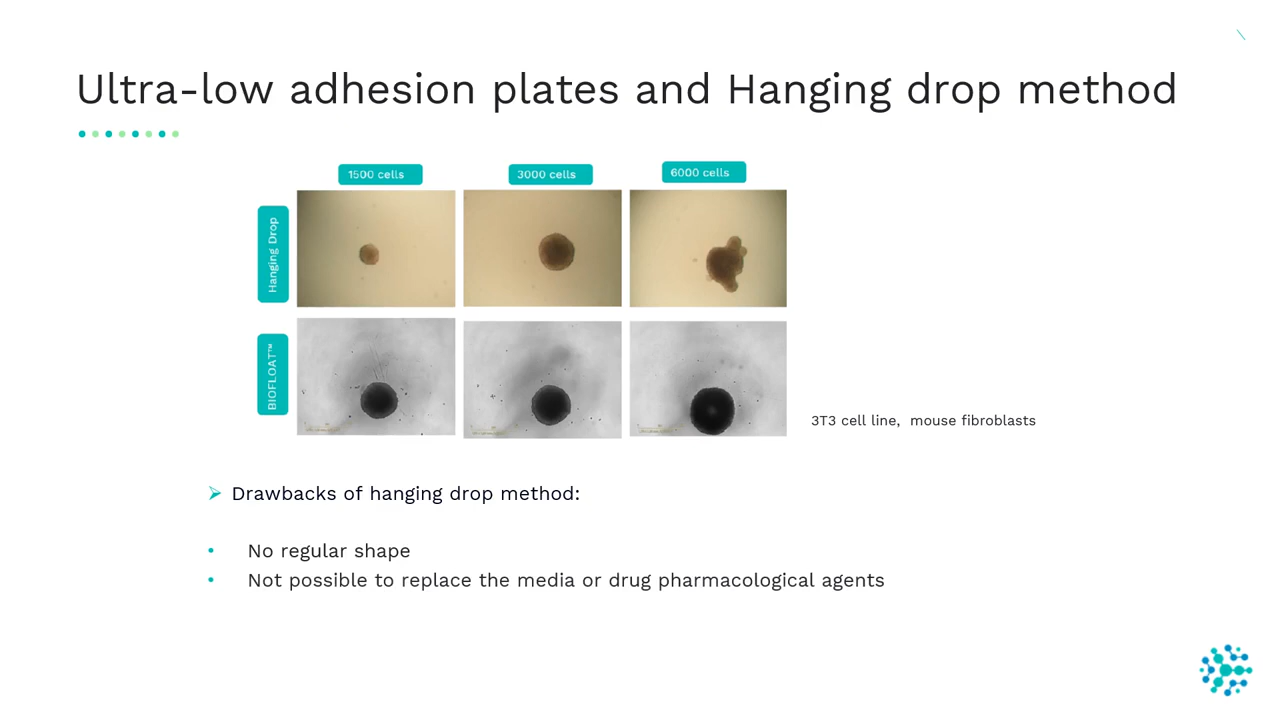 Ultra-low adhesion plates and Hanging drop method
1500 cells
3000 cells
6000 cells
Hanging Drop
BIOFLOAT™
3T3 cell line,  mouse fibroblasts
➢ Drawbacks of hanging drop method:
• No regular shape
• Not possible to replace the media or drug pharmacological agents